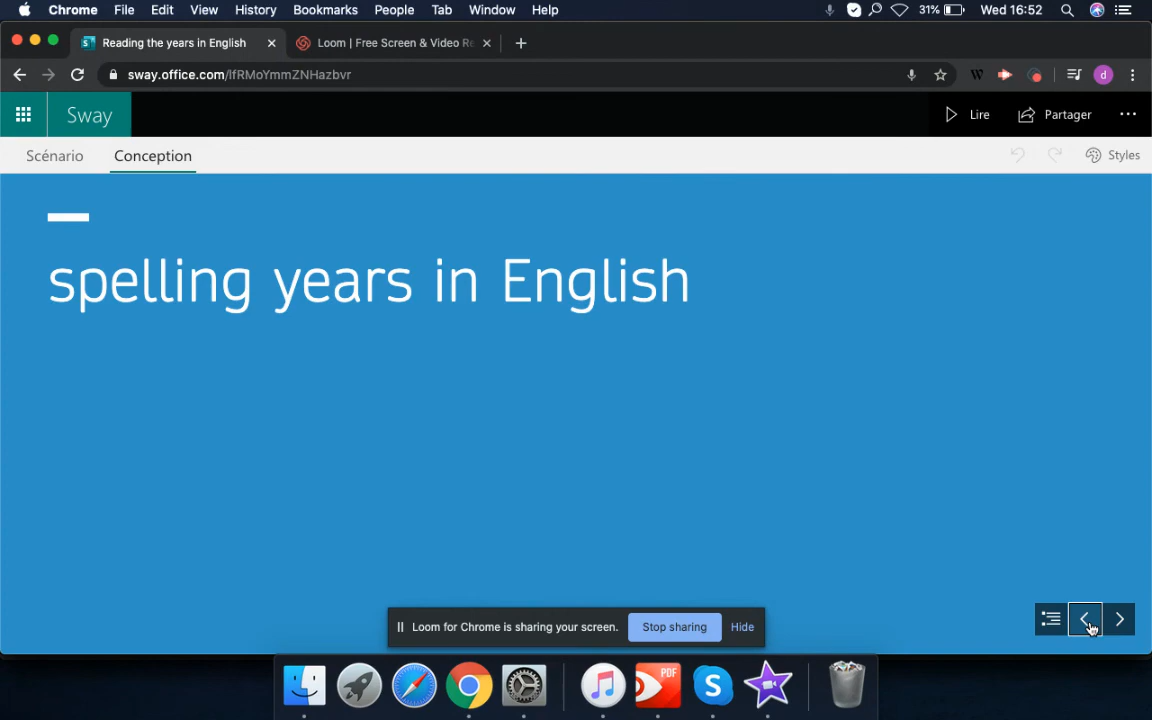 Chrome File Edit View History Bookmarks People Tab Window Help 31% Wed 16:52
Reading the years in English Loom | Free Screen & Video Re
sway.office.com/lfRMoYmmZNHazbvr W d
Sway Lire Partager
Scénario Conception Styles
spelling years in English
Loom for Chrome is sharing your screen. Stop sharing Hide
PDF